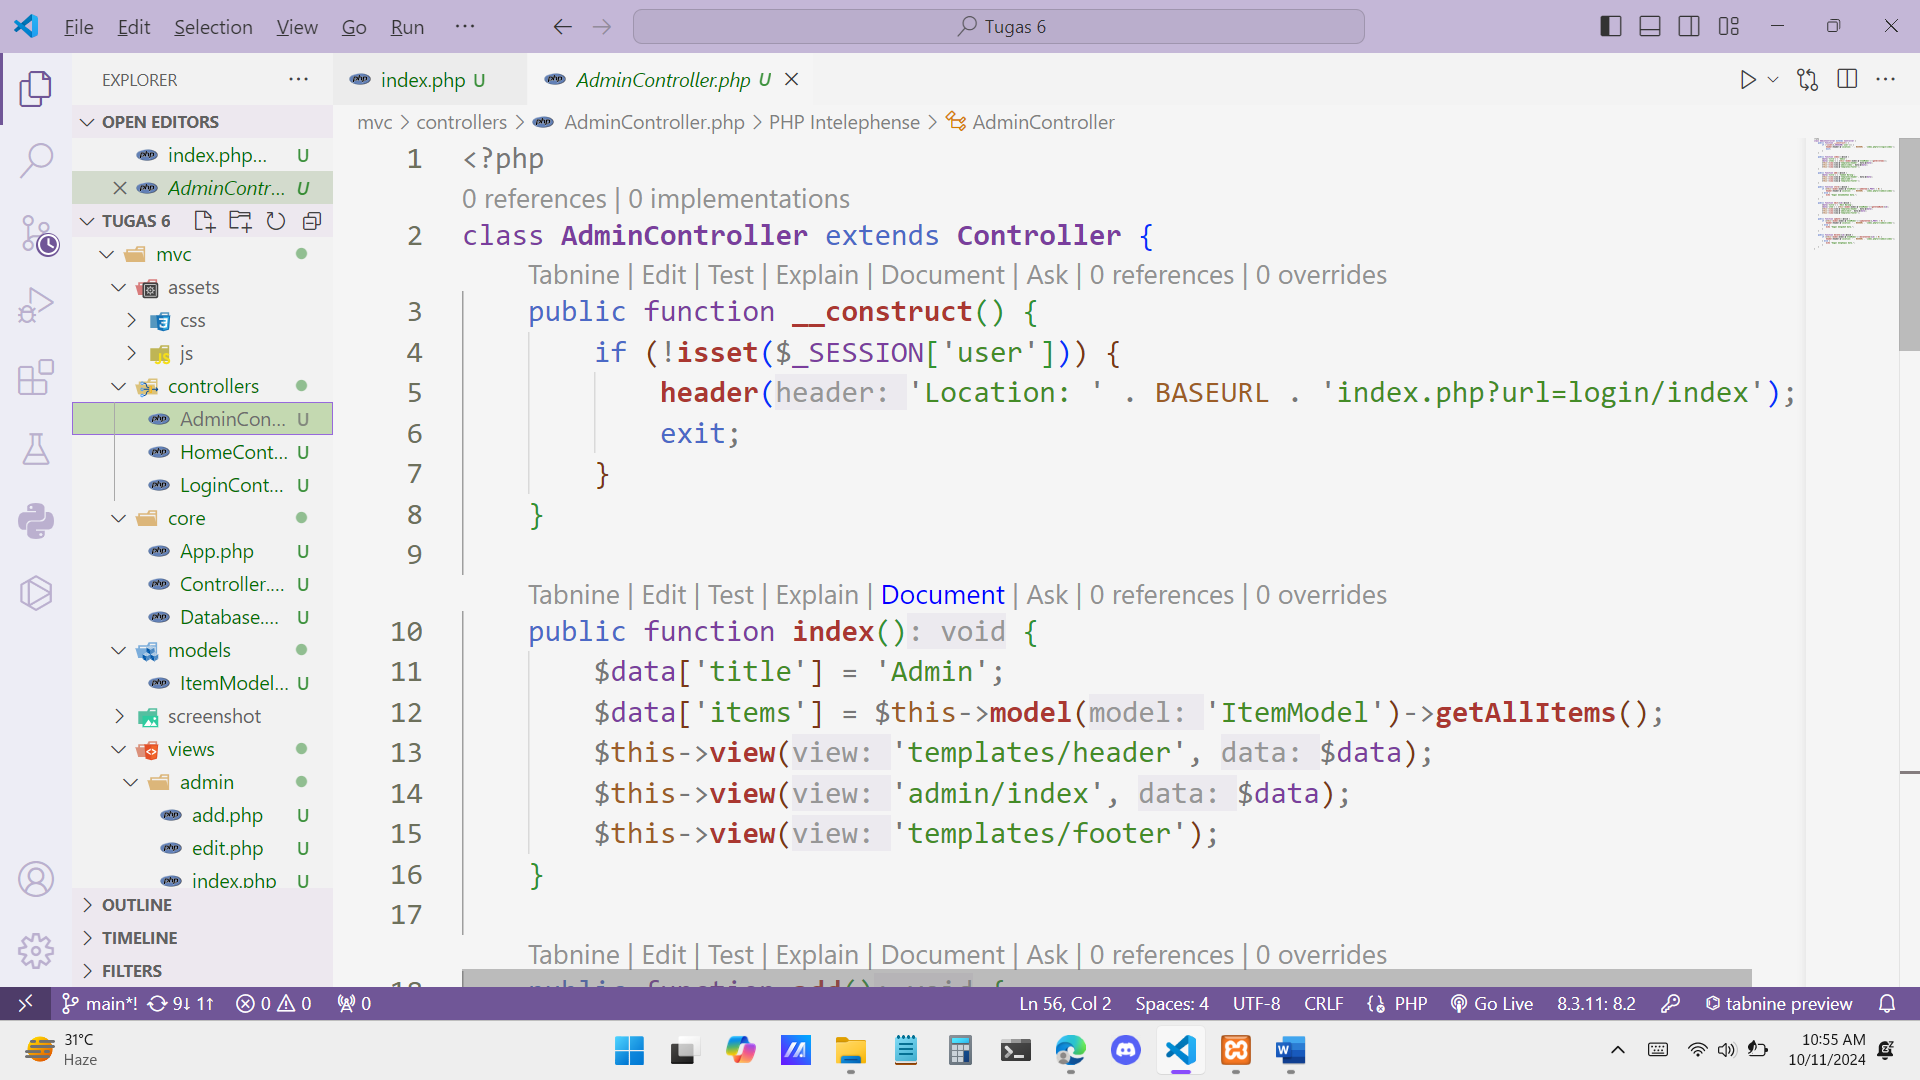 File Edit Selection View Go Run ···
Tugas 6
EXPLORER
OPEN EDITORS
index.php... U
AdminContr... U
TUGAS 6
mvc
assets
css
js
controllers
AdminCon... U
HomeCont... U
LoginCont... U
core
App.php U
Controller.... U
Database.... U
models
ItemModel... U
screenshot
views
admin
add.php U
edit.php U
index.php U
OUTLINE
TIMELINE
FILTERS
index.php U
AdminController.php U
mvc > controllers > AdminController.php > PHP Intelephense > AdminController
1 <?php
0 references | 0 implementations
2 class AdminController extends Controller {
Tabnine | Edit | Test | Explain | Document | Ask | 0 references | 0 overrides
3 public function __construct() {
4 if (!isset($_SESSION['user'])) {
5 header(header: 'Location: ' . BASEURL . 'index.php?url=login/index');
6 exit;
7 }
8 }
9
Tabnine | Edit | Test | Explain | Document | Ask | 0 references | 0 overrides
10 public function index(): void {
11 $data['title'] = 'Admin';
12 $data['items'] = $this->model(model: 'ItemModel')->getAllItems();
13 $this->view(view: 'templates/header', data: $data);
14 $this->view(view: 'admin/index', data: $data);
15 $this->view(view: 'templates/footer');
16 }
17
Tabnine | Edit | Test | Explain | Document | Ask | 0 references | 0 overrides
18 public function add(): void {
main*! 9↓ 1↑ 0 0 0
Ln 56, Col 2 Spaces: 4 UTF-8 CRLF PHP Go Live 8.3.11: 8.2 tabnine preview
31°C
Haze
10:55 AM
10/11/2024